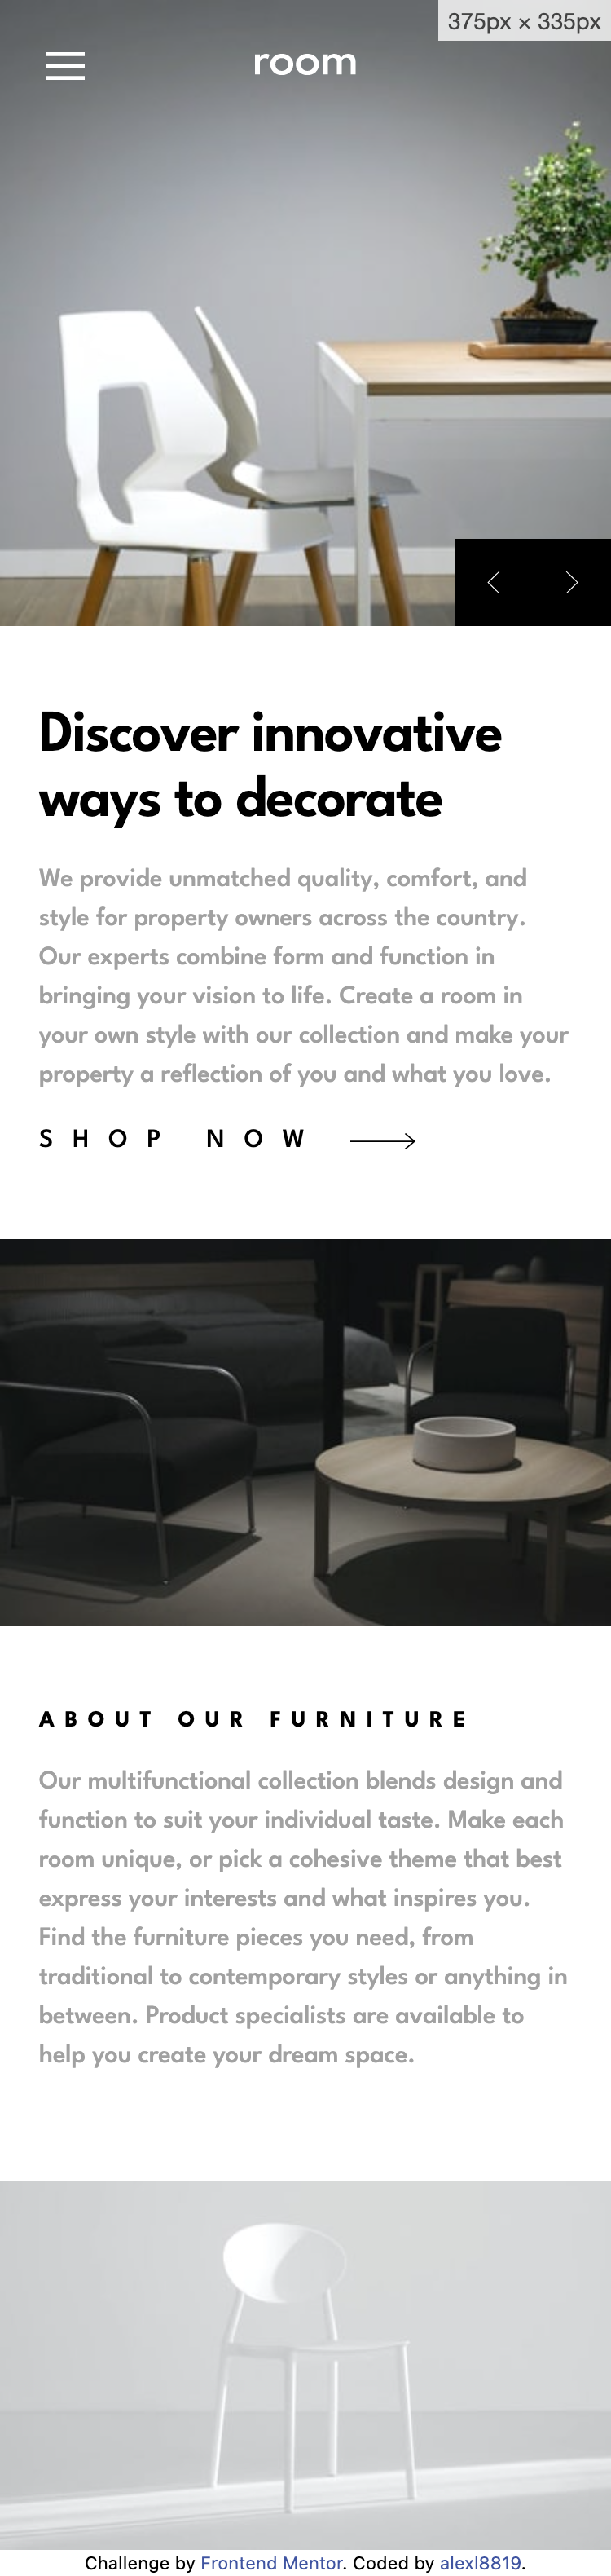 375px × 335px
room
Discover innovative
ways to decorate
We provide unmatched quality, comfort, and
style for property owners across the country.
Our experts combine form and function in
bringing your vision to life. Create a room in
your own style with our collection and make your
property a reflection of you and what you love.
SHOP NOW
ABOUT OUR FURNITURE
Our multifunctional collection blends design and
function to suit your individual taste. Make each
room unique, or pick a cohesive theme that best
express your interests and what inspires you.
Find the furniture pieces you need, from
traditional to contemporary styles or anything in
between. Product specialists are available to
help you create your dream space.
Challenge by Frontend Mentor. Coded by alexl8819.